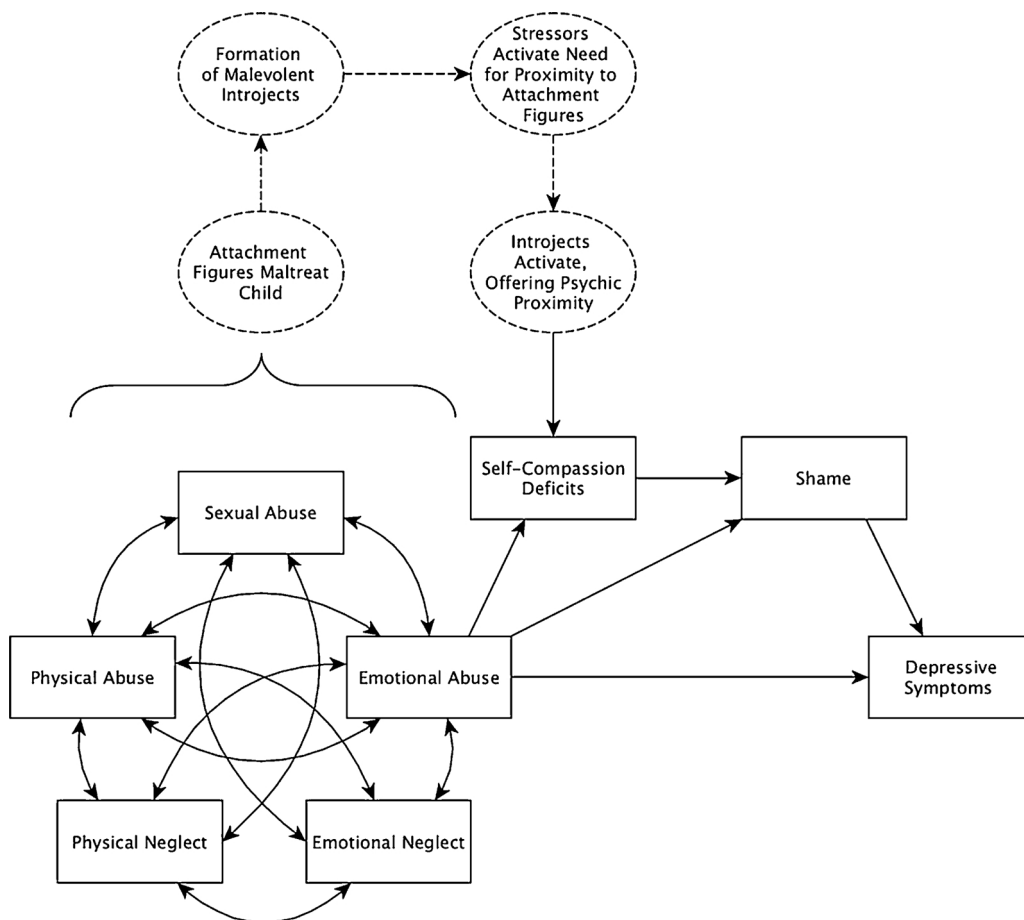 Formation
of Malevolent
Introjects
Stressors
Activate Need
for Proximity to
Attachment
Figures
Attachment
Figures Maltreat
Child
Introjects
Activate,
Offering Psychic
Proximity
Self-Compassion
Deficits
Shame
Sexual Abuse
Physical Abuse
Emotional Abuse
Depressive
Symptoms
Physical Neglect
Emotional Neglect